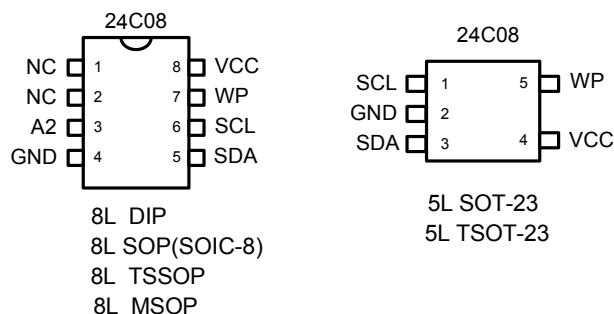 24C08
NC 1 8 VCC
NC 2 7 WP
A2 3 6 SCL
GND 4 5 SDA
8L DIP
8L SOP(SOIC-8)
8L TSSOP
8L MSOP
24C08
SCL 1 5 WP
GND 2
SDA 3 4 VCC
5L SOT-23
5L TSOT-23